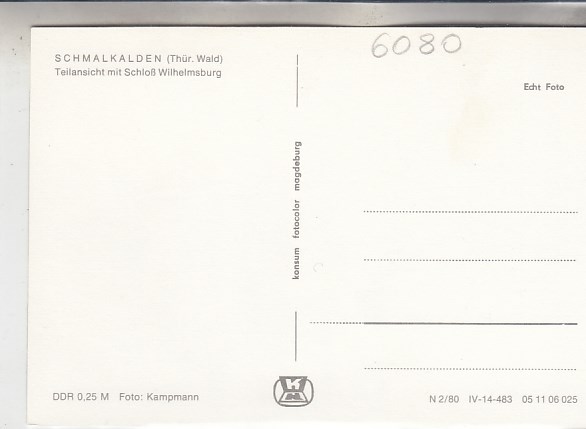 6080
SCHMALKALDEN (Thür. Wald)
Teilansicht mit Schloß Wilhelmsburg
Echt Foto
konsum fotocolor magdeburg
DDR 0,25 M Foto: Kampmann
N 2/80 IV-14-483 05 11 06 025